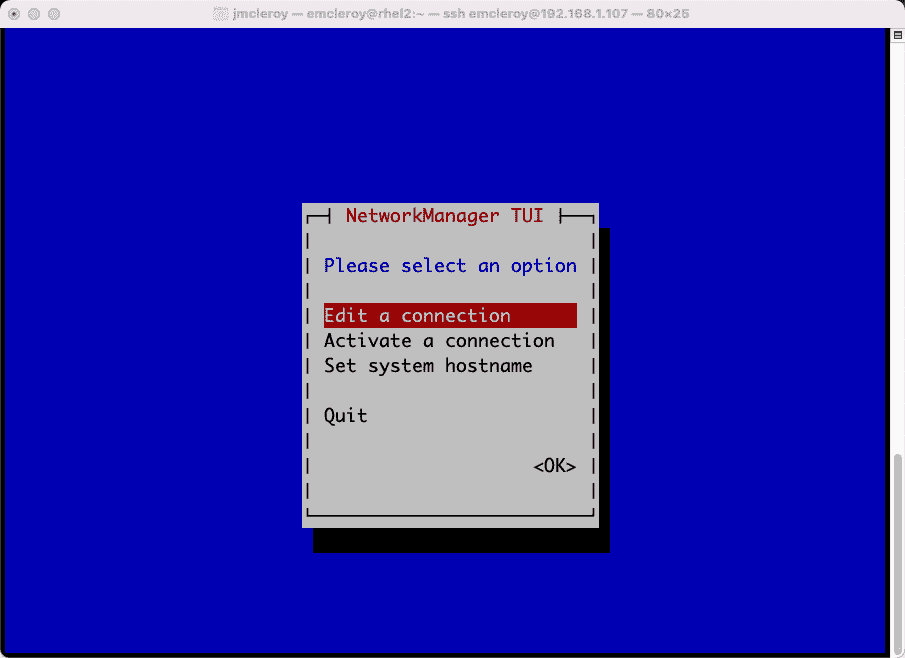 jmcleroy — emcleroy@rhel2:~ — ssh emcleroy@192.168.1.107 — 80×25
NetworkManager TUI
Please select an option
Edit a connection
Activate a connection
Set system hostname
Quit
<OK>